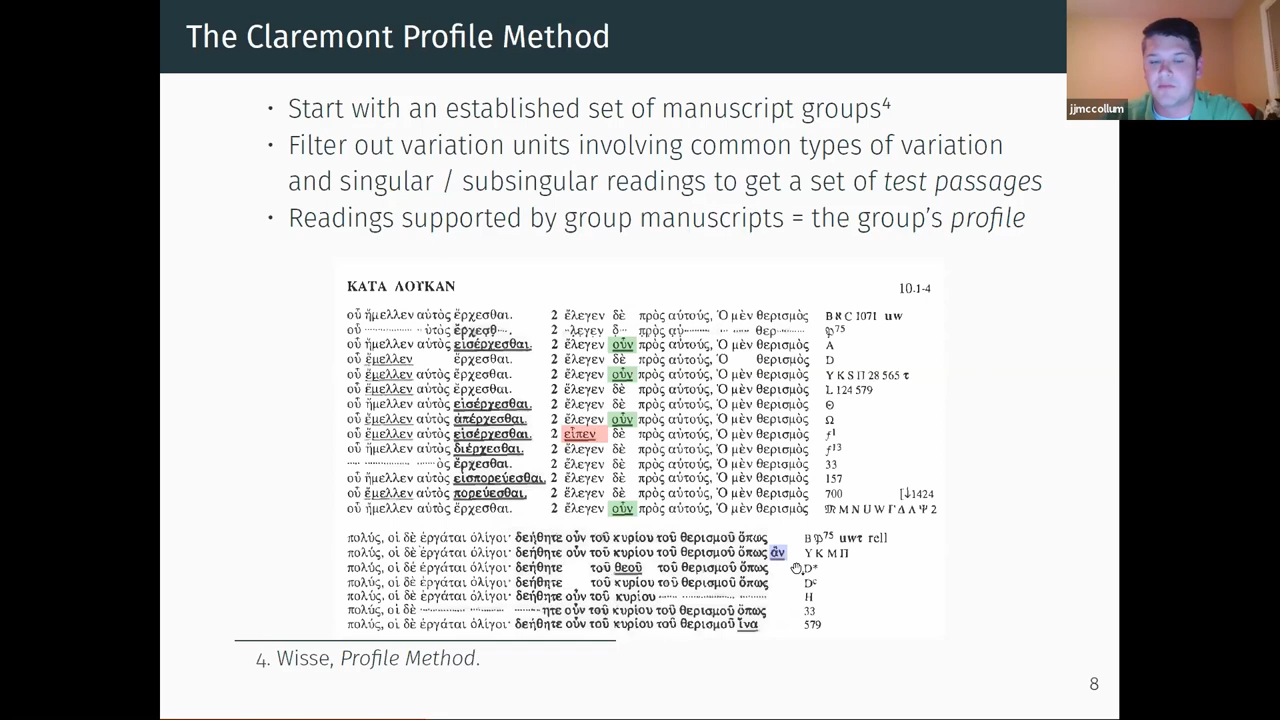 The Claremont Profile Method
jjmccollum
· Start with an established set of manuscript groups⁴
· Filter out variation units involving common types of variation
and singular / subsingular readings to get a set of test passages
· Readings supported by group manuscripts = the group’s profile
ΚΑΤΑ ΛΟΥΚΑΝ 10.1-4
οὗ ἤμελλεν αὐτὸς ἔρχεσθαι. 2 ἔλεγεν δὲ πρὸς αὐτούς, Ὁ μὲν θερισμὸς B ℵ C 1071 uw
οὗ ············ ··ὐτὸς ἔρχεσθ···. 2 ··λεγεν δ··· πρὸς αὐ······· ·· ······ θερ········ 𝔓⁷⁵
οὗ ἤμελλεν αὐτὸς εἰσέρχεσθαι. 2 ἔλεγεν οὖν πρὸς αὐτούς, Ὁ μὲν θερισμὸς A
οὗ ἔμελλεν ἔρχεσθαι. 2 ἔλεγεν δὲ πρὸς αὐτούς, Ὁ θερισμὸς D
οὗ ἔμελλεν αὐτὸς ἔρχεσθαι. 2 ἔλεγεν οὖν πρὸς αὐτούς, Ὁ μὲν θερισμὸς Y K S Π 28 565 τ
οὗ ἔμελλεν αὐτὸς ἔρχεσθαι. 2 ἔλεγεν δὲ πρὸς αὐτούς, Ὁ μὲν θερισμὸς L 124 579
οὗ ἤμελλεν αὐτὸς εἰσέρχεσθαι. 2 ἔλεγεν δὲ πρὸς αὐτούς, Ὁ μὲν θερισμὸς Θ
οὗ ἔμελλεν αὐτὸς ἀπέρχεσθαι. 2 ἔλεγεν οὖν πρὸς αὐτούς, Ὁ μὲν θερισμὸς Ω
οὗ ἔμελλεν αὐτὸς εἰσέρχεσθαι. 2 εἶπεν δὲ πρὸς αὐτούς, Ὁ μὲν θερισμὸς f¹
οὗ ἤμελλεν αὐτὸς διέρχεσθαι. 2 ἔλεγεν δὲ πρὸς αὐτούς, Ὁ μὲν θερισμὸς f¹³
··· ············ ······ὸς ἔρχεσθαι. 2 ἔλεγεν δὲ πρὸς αὐτούς, Ὁ μὲν θερισμὸς 33
οὗ ἤμελλεν αὐτὸς εἰσπορεύεσθαι. 2 ἔλεγεν δὲ πρὸς αὐτούς, Ὁ μὲν θερισμὸς 157
οὗ ἔμελλεν αὐτὸς πορεύεσθαι. 2 ἔλεγεν δὲ πρὸς αὐτούς, Ὁ μὲν θερισμὸς 700 [↓1424
οὗ ἤμελλεν αὐτὸς ἔρχεσθαι. 2 ἔλεγεν οὖν πρὸς αὐτούς, Ὁ μὲν θερισμὸς 𝔐 M N U W Γ Δ Λ Ψ 2
πολύς, οἱ δὲ ἐργάται ὀλίγοι· δεήθητε οὖν τοῦ κυρίου τοῦ θερισμοῦ ὅπως B 𝔓⁷⁵ uwτ rell
πολύς, οἱ δὲ ἐργάται ὀλίγοι· δεήθητε οὖν τοῦ κυρίου τοῦ θερισμοῦ ὅπως ἂν Y K M Π
πολύς, οἱ δὲ ἐργάται ὀλίγοι· δεήθητε τοῦ θεοῦ τοῦ θερισμοῦ ὅπως D*
πολύς, οἱ δὲ ἐργάται ὀλίγοι· δεήθητε τοῦ κυρίου τοῦ θερισμοῦ ὅπως Dᶜ
πολύς, οἱ δὲ ἐργάται ὀλίγοι· δεήθητε οὖν τοῦ κυρίου ····· ················ ········ H
πολύς, οἱ δὲ ············ ········ ·······ητε οὖν τοῦ κυρίου τοῦ θερισμοῦ ὅπως 33
πολύς, οἱ δὲ ἐργάται ὀλίγοι· δεήθητε οὖν τοῦ κυρίου τοῦ θερισμοῦ ἵνα 579
4. Wisse, Profile Method.
8